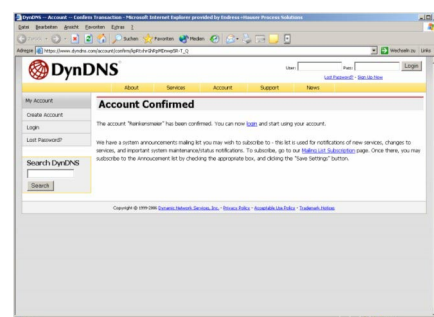 DynDNS -- Account -- Confirm Transaction - Microsoft Internet Explorer provided by Endress+Hauser Process Solutions
Datei Bearbeiten Ansicht Favoriten Extras ?
Suchen Favoriten Medien
Adresse https://www.dyndns.com/account/confirm/
Wechseln zu Links
DynDNS
User: Pass: Login
Lost Password? - Sign Up Now
About Services Account Support News
My Account
Create Account
Login
Lost Password?
Search DynDNS
Search
Account Confirmed
The account has been confirmed. You can now login and start using your account.
We have a system announcements mailing list you may wish to subscribe to - this list is used for notifications of new services, changes to
services, and important system maintenance/status notifications. To subscribe, go to our Mailing List Subscription page. Once there, you may
subscribe to the Annoucement list by checking the appropriate box, and clicking the "Save Settings" button.
Copyright © 1999-2006 Dynamic Network Services, Inc. - Privacy Policy - Acceptable Use Policy - Trademark Notices